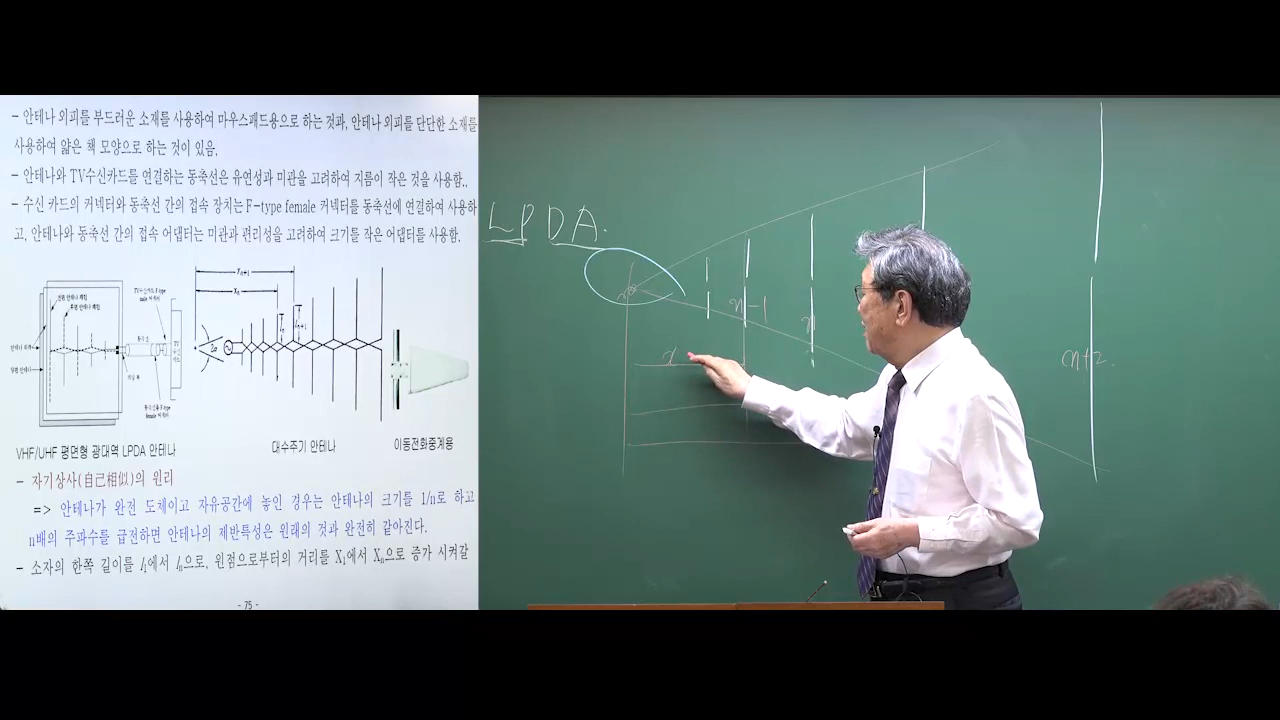 - 안테나 외피를 부드러운 소재를 사용하여 마우스패드용으로 하는 것과, 안테나 외피를 단단한 소재를
사용하여 얇은 책 모양으로 하는 것이 있음.
- 안테나와 TV수신카드를 연결하는 동축선은 유연성과 미관을 고려하여 지름이 작은 것을 사용함..
- 수신 카드의 커넥터와 동축선 간의 접속 장치는 F-type female 커넥터를 동축선에 연결하여 사용하
고, 안테나와 동축선 간의 접속 어댑터는 미관과 편리성을 고려하여 크기를 작은 어댑터를 사용함.
Xn+1
Xn
ln
ln+1
2α
VHF/UHF 평면형 광대역 LPDA 안테나
대수주기 안테나
이동전화중계용
- 자기상사(自己相似)의 원리
=> 안테나가 완전 도체이고 자유공간에 놓인 경우는 안테나의 크기를 1/n로 하고
n배의 주파수를 급전하면 안테나의 제반특성은 원래의 것과 완전히 같아진다.
- 소자의 한쪽 길이를 l1에서 ln으로, 원점으로부터의 거리를 X1에서 Xn으로 증가 시켜갈
- 75 -
LPDA.
n-1
n
n+2.
x